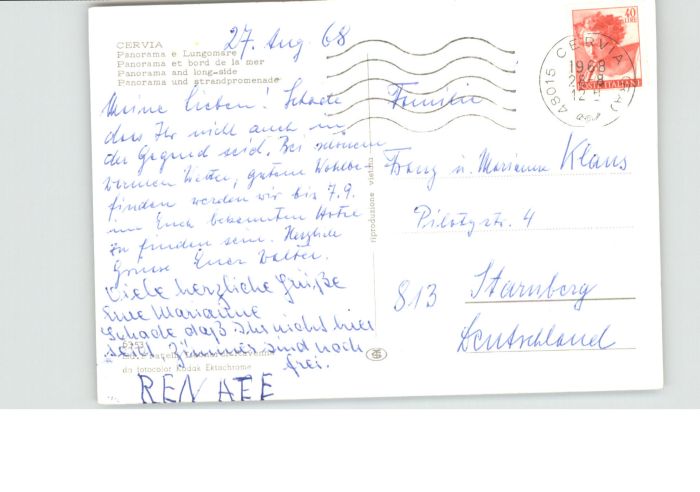 CERVIA
Panorama e Lungomare
Panorama et bord de la mer
Panorama and long-side
Panorama und strandpromenade
27. Aug. 68
Meine Lieben! Schade
dass Ihr nicht auch in
der Gegend seid. Bei schönem
warmen Wetter, gutem Wohlbe-
finden werden wir bis 7.9.
im Euch bekannten Hotel
zu finden sein. Herzliche
Grüsse Euer Walter.
Viele herzliche Grüße
Eure Marianne
Schade daß Ihr nicht hier
seid. Zimmer sind noch
frei.
RENATE
da fotocolor Kodak Ektachrome
riproduzione vietata
40
LIRE
POSTE ITALIANE
48015 CERVIA (RA)
1968
Familie
Franz u. Marianne Klaus
Pilotystr. 4
813 Starnberg
Deutschland